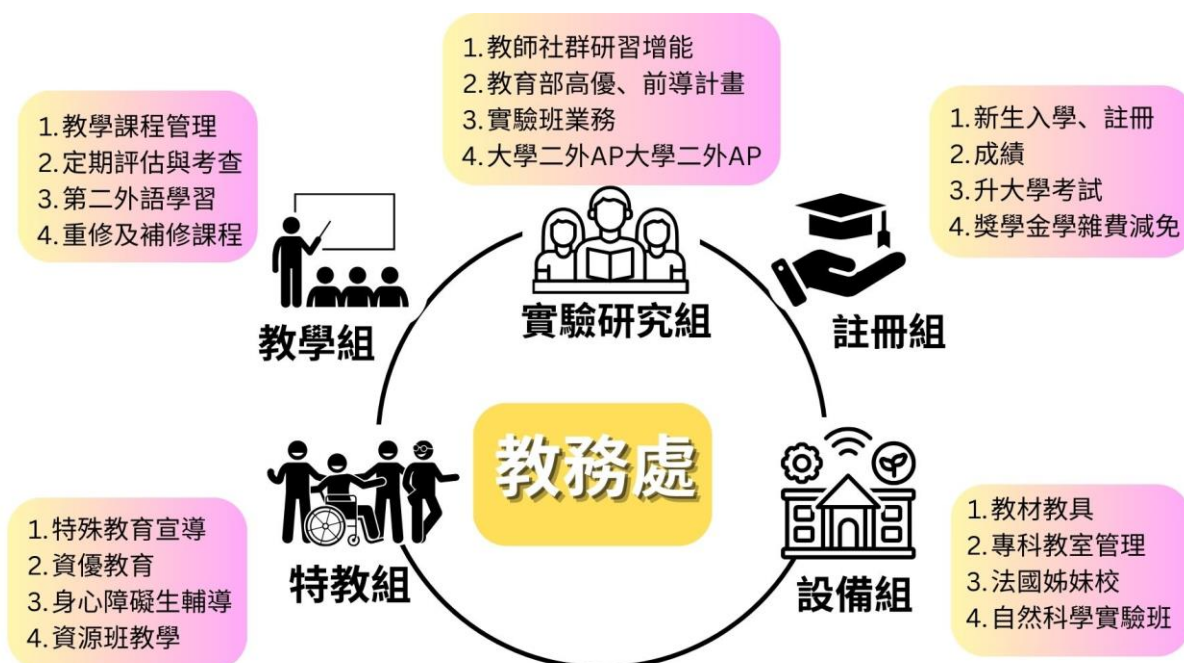 1.教師社群研習增能
2.教育部高優、前導計畫
3.實驗班業務
4.大學二外AP大學二外AP
實驗研究組
1.教學課程管理
2.定期評估與考查
3.第二外語學習
4.重修及補修課程
教學組
1.新生入學、註冊
2.成績
3.升大學考試
4.獎學金學雜費減免
註冊組
教務處
1.特殊教育宣導
2.資優教育
3.身心障礙生輔導
4.資源班教學
特教組
1.教材教具
2.專科教室管理
3.法國姊妹校
4.自然科學實驗班
設備組